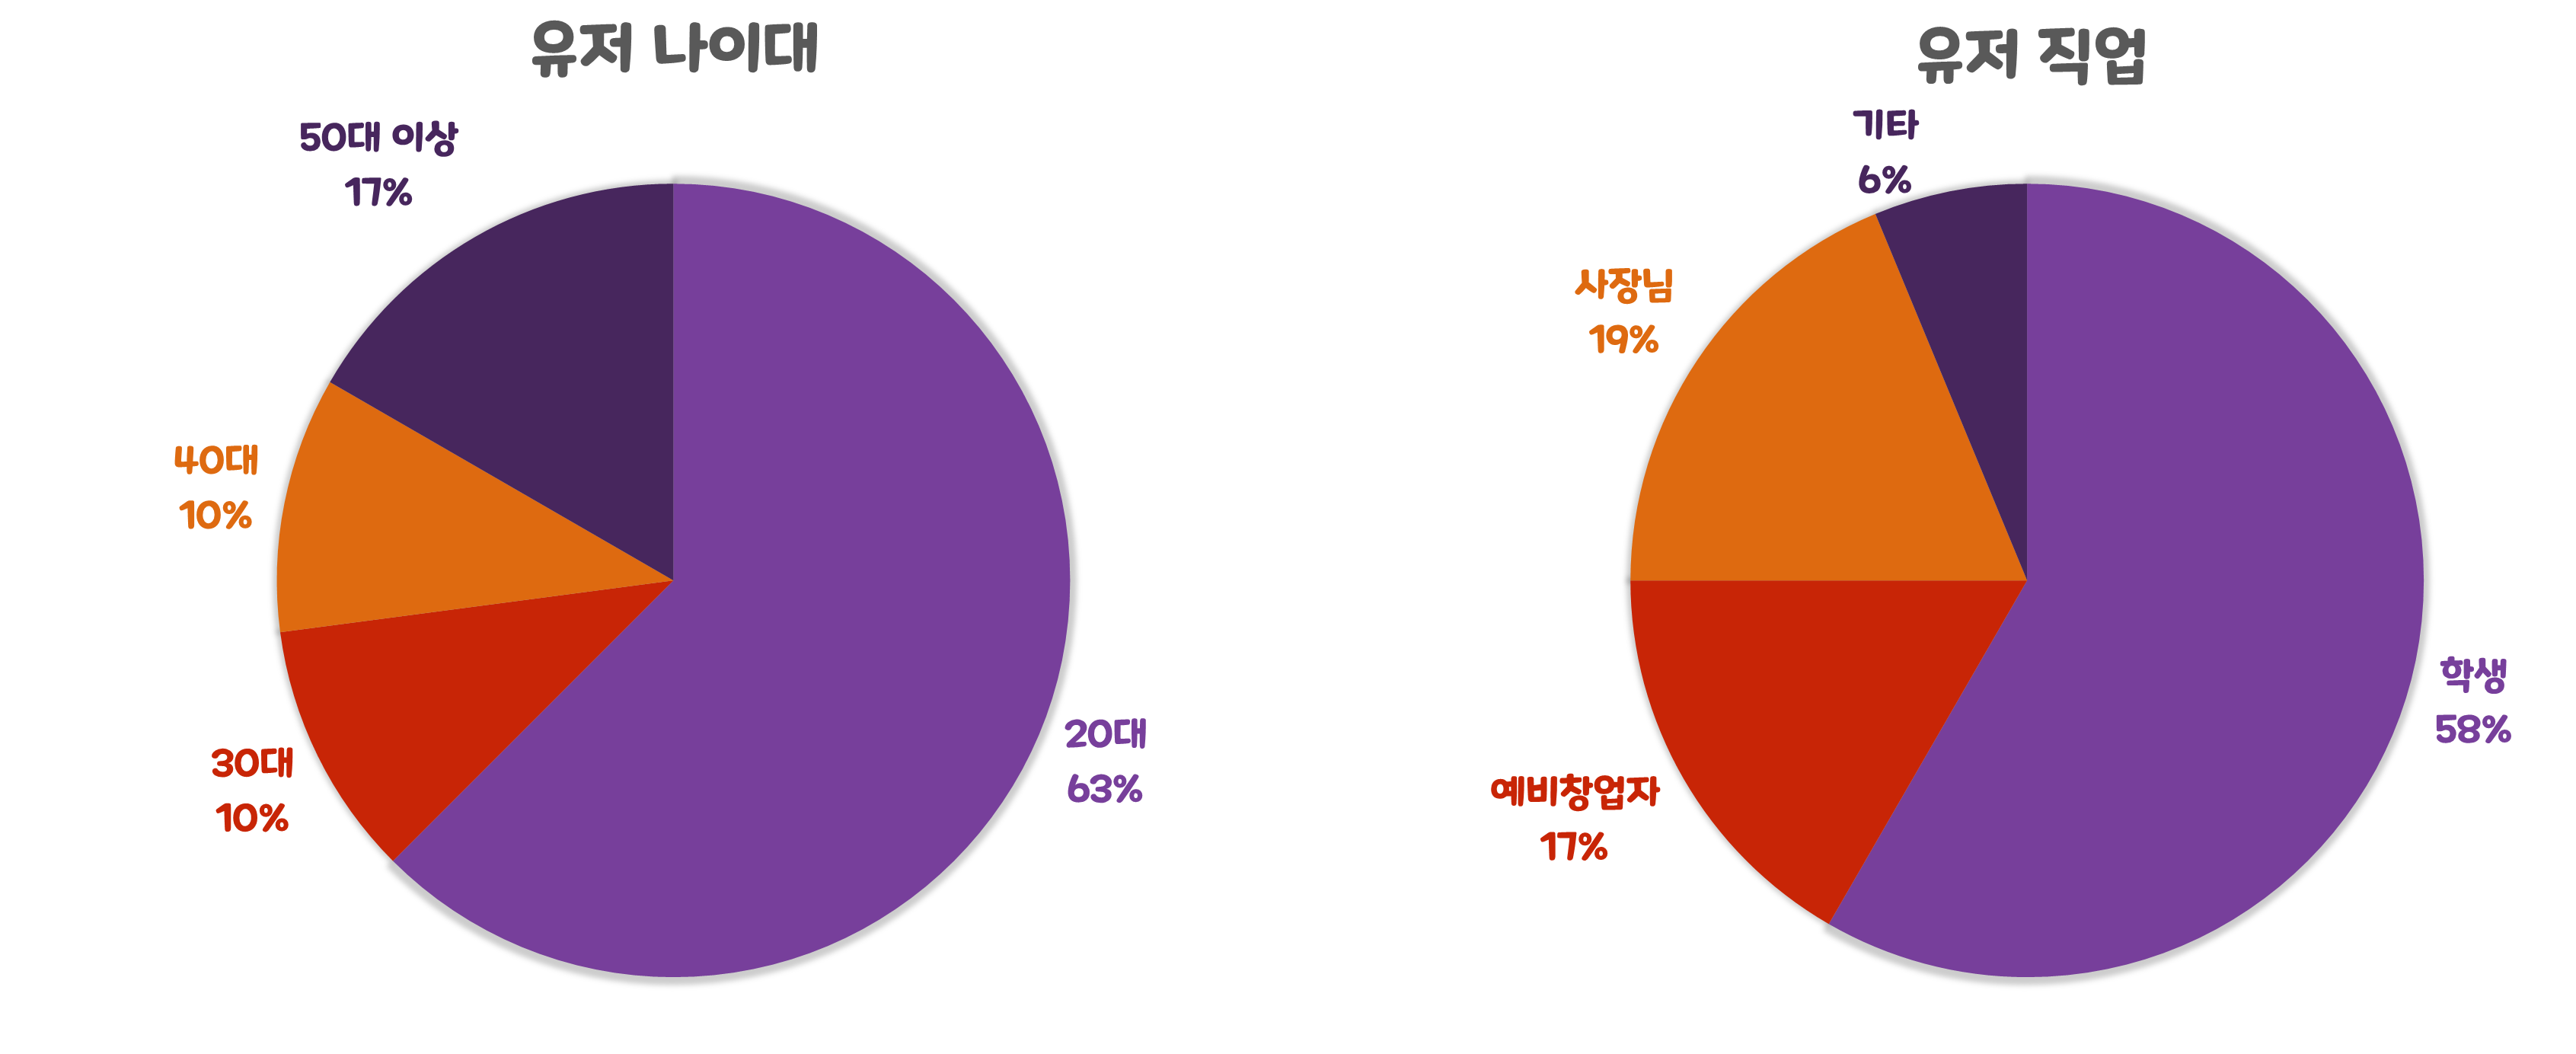 유저 나이대
50대 이상
17%
40대
10%
30대
10%
20대
63%
유저 직업
기타
6%
사장님
19%
예비창업자
17%
학생
58%